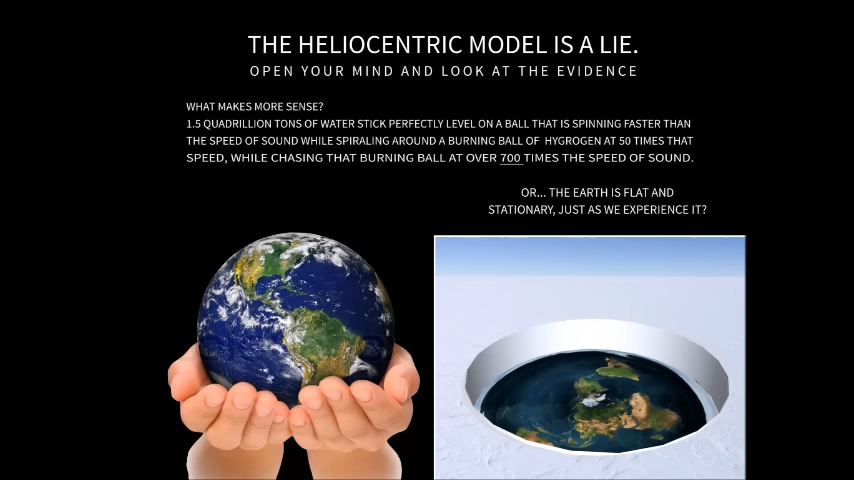 THE HELIOCENTRIC MODEL IS A LIE.
OPEN YOUR MIND AND LOOK AT THE EVIDENCE
WHAT MAKES MORE SENSE?
1.5 QUADRILLION TONS OF WATER STICK PERFECTLY LEVEL ON A BALL THAT IS SPINNING FASTER THAN
THE SPEED OF SOUND WHILE SPIRALING AROUND A BURNING BALL OF HYGROGEN AT 50 TIMES THAT
SPEED, WHILE CHASING THAT BURNING BALL AT OVER 700 TIMES THE SPEED OF SOUND.
OR... THE EARTH IS FLAT AND
STATIONARY, JUST AS WE EXPERIENCE IT?